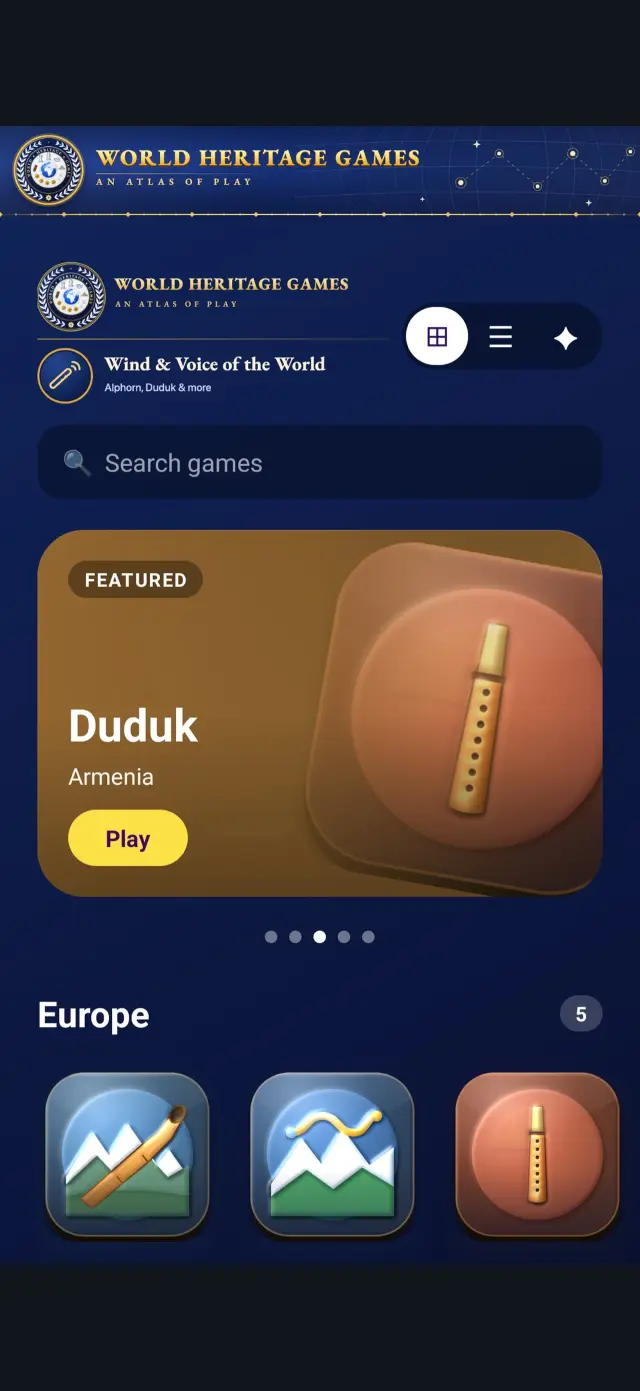 WORLD HERITAGE GAMES
AN ATLAS OF PLAY
WORLD HERITAGE GAMES
AN ATLAS OF PLAY
Wind & Voice of the World
Alphorn, Duduk & more
Search games
FEATURED
Duduk
Armenia
Play
Europe
5